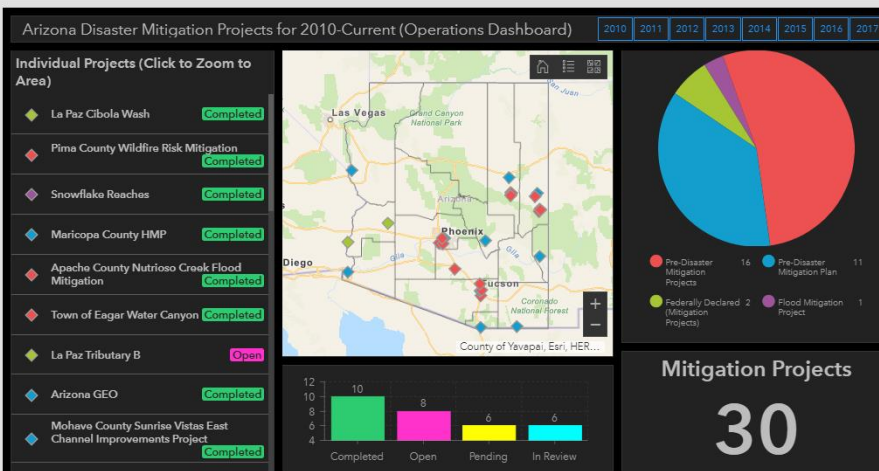 Arizona Disaster Mitigation Projects for 2010-Current (Operations Dashboard)
2010 2011 2012 2013 2014 2015 2016 2017
Individual Projects (Click to Zoom to
Area)
La Paz Cibola Wash Completed
Pima County Wildfire Risk Mitigation
Completed
Snowflake Reaches Completed
Maricopa County HMP Completed
Apache County Nutrioso Creek Flood
Mitigation Completed
Town of Eagar Water Canyon Completed
La Paz Tributary B Open
Arizona GEO Completed
Mohave County Sunrise Vistas East
Channel Improvements Project
Completed
San Juan
Las Vegas
Grand Canyon
National Park
Arizona
Phoenix
Diego
Gila
Gila
Tucson
Coronado
National Forest
+
−
County of Yavapai, Esri, HER...
12
10
8
6
4
10
8
6
6
Completed Open Pending In Review
Pre-Disaster 16
Mitigation
Projects
Pre-Disaster 11
Mitigation Plan
Federally Declared 2
(Mitigation
Projects)
Flood Mitigation 1
Project
Mitigation Projects
30